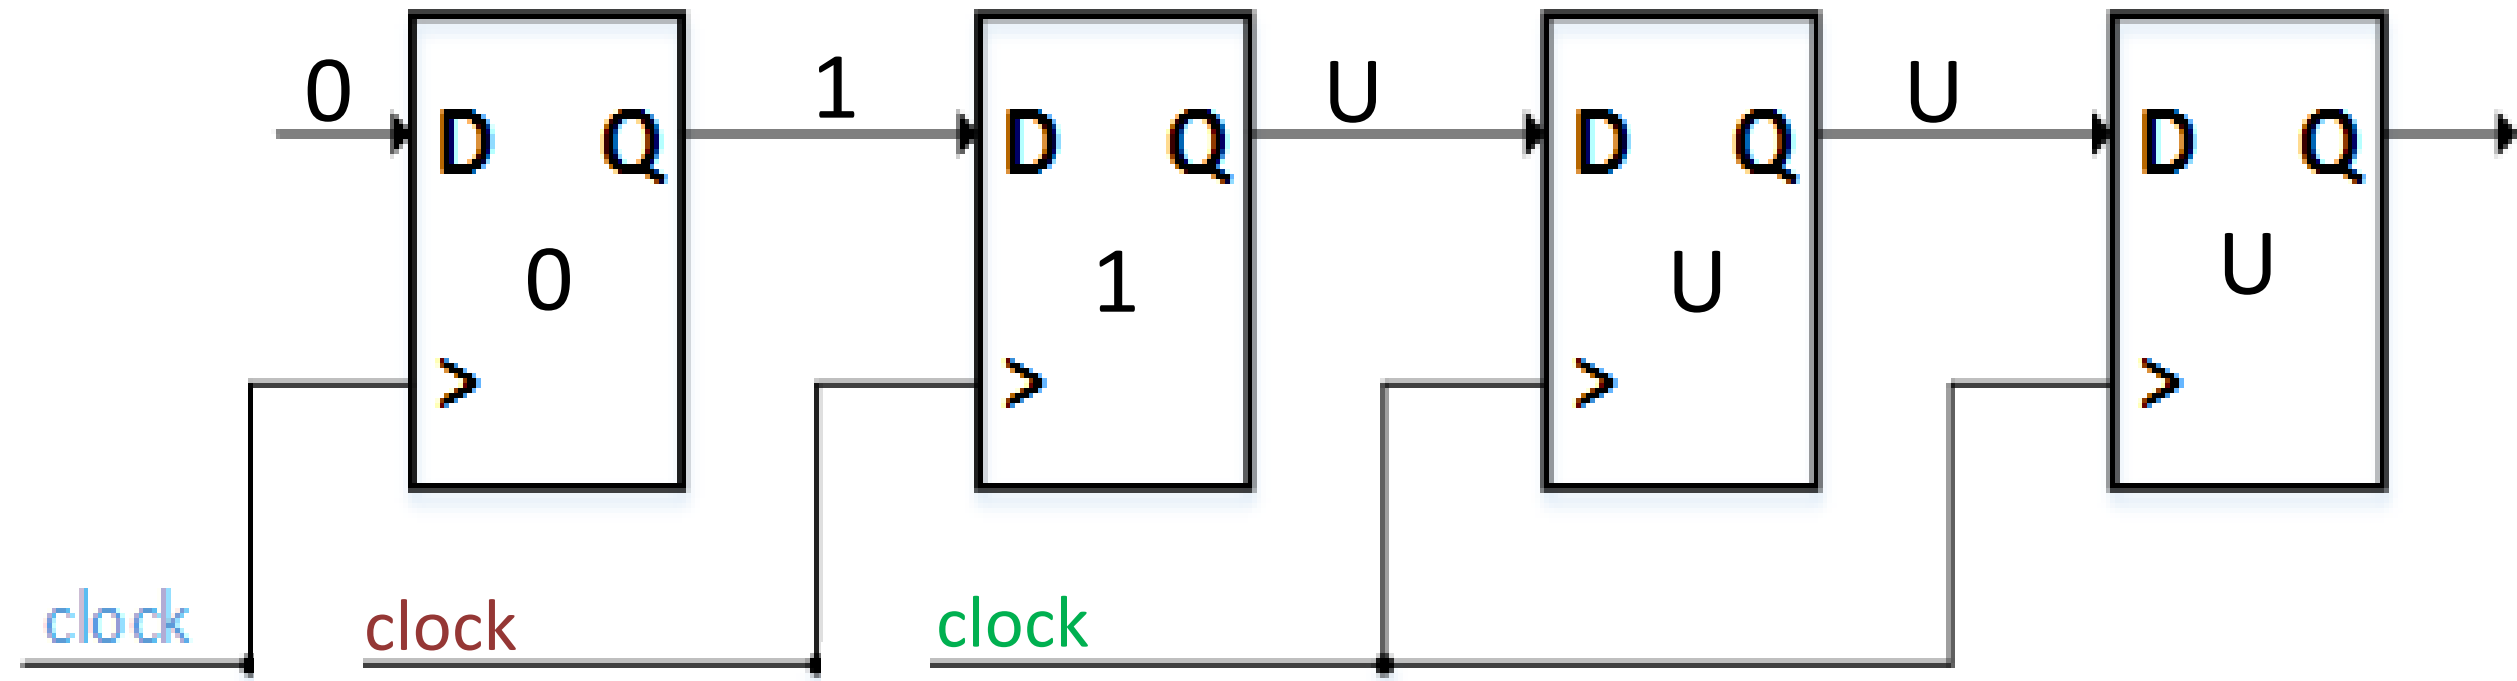 0 1 U U
D Q D Q D Q D Q
0 1 U U
> > > >
clock clock clock